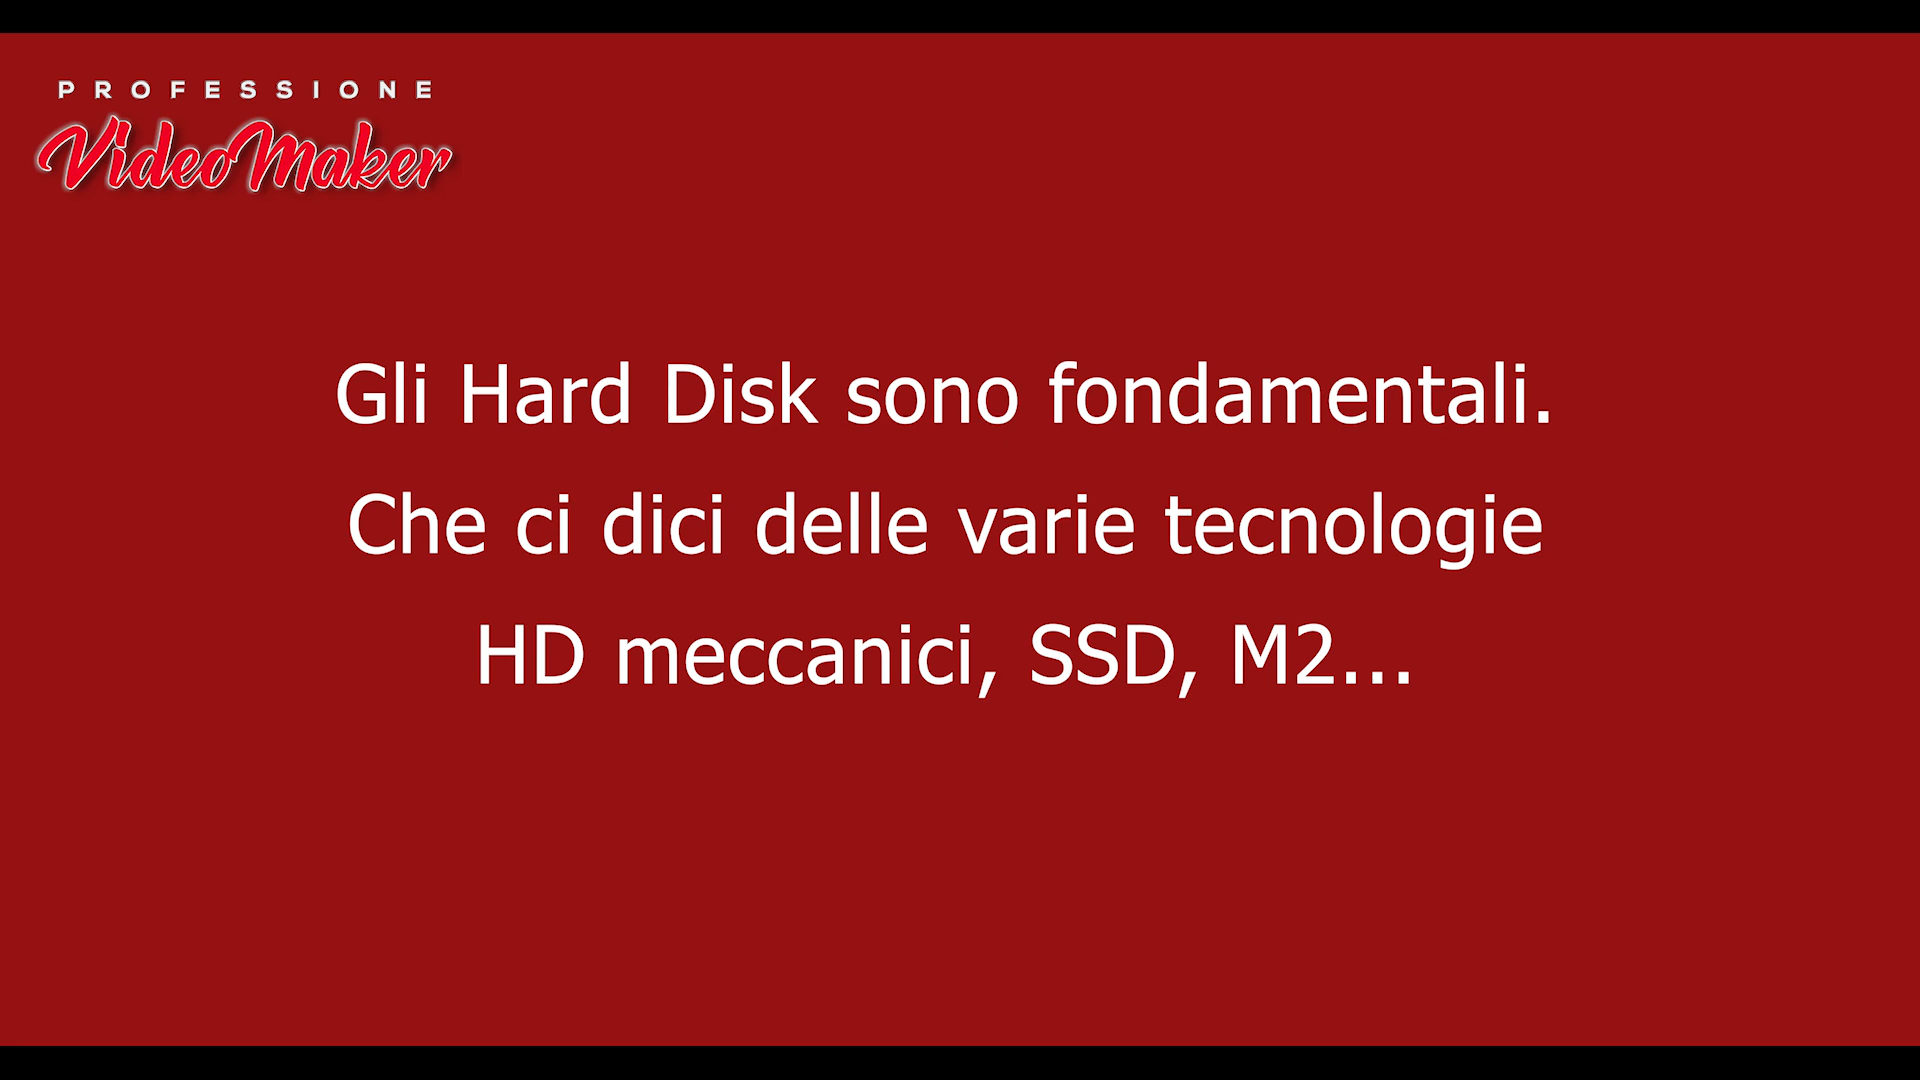 PROFESSIONE
VideoMaker
Gli Hard Disk sono fondamentali.
Che ci dici delle varie tecnologie
HD meccanici, SSD, M2...